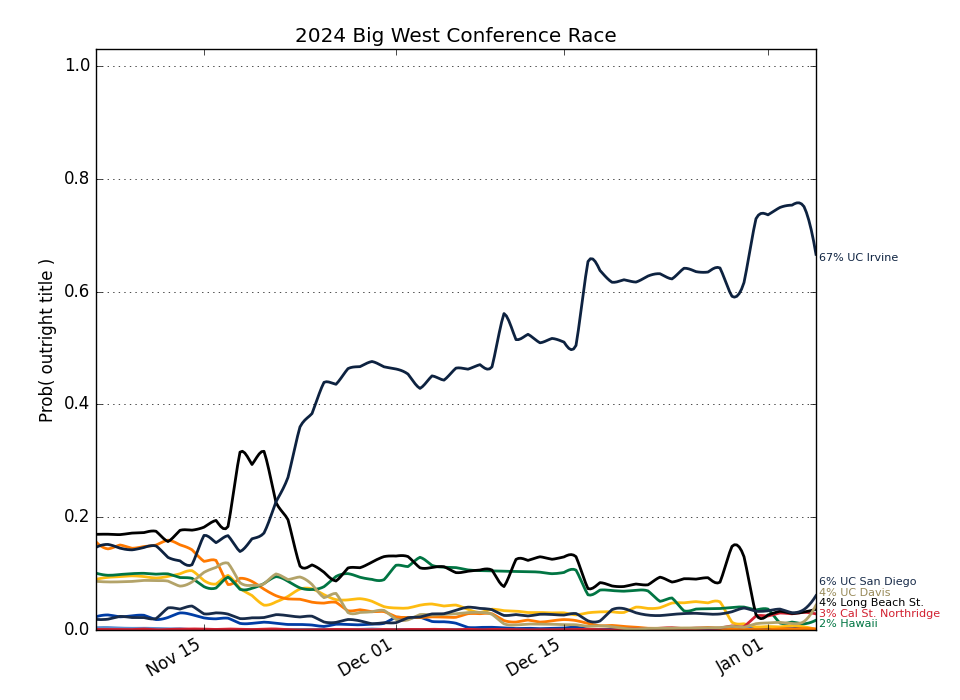 2024 Big West Conference Race
Prob( outright title )
1.0
0.8
0.6
0.4
0.2
0.0
Nov 15
Dec 01
Dec 15
Jan 01
67% UC Irvine
6% UC San Diego
4% UC Davis
4% Long Beach St.
3% Cal St. Northridge
2% Hawaii